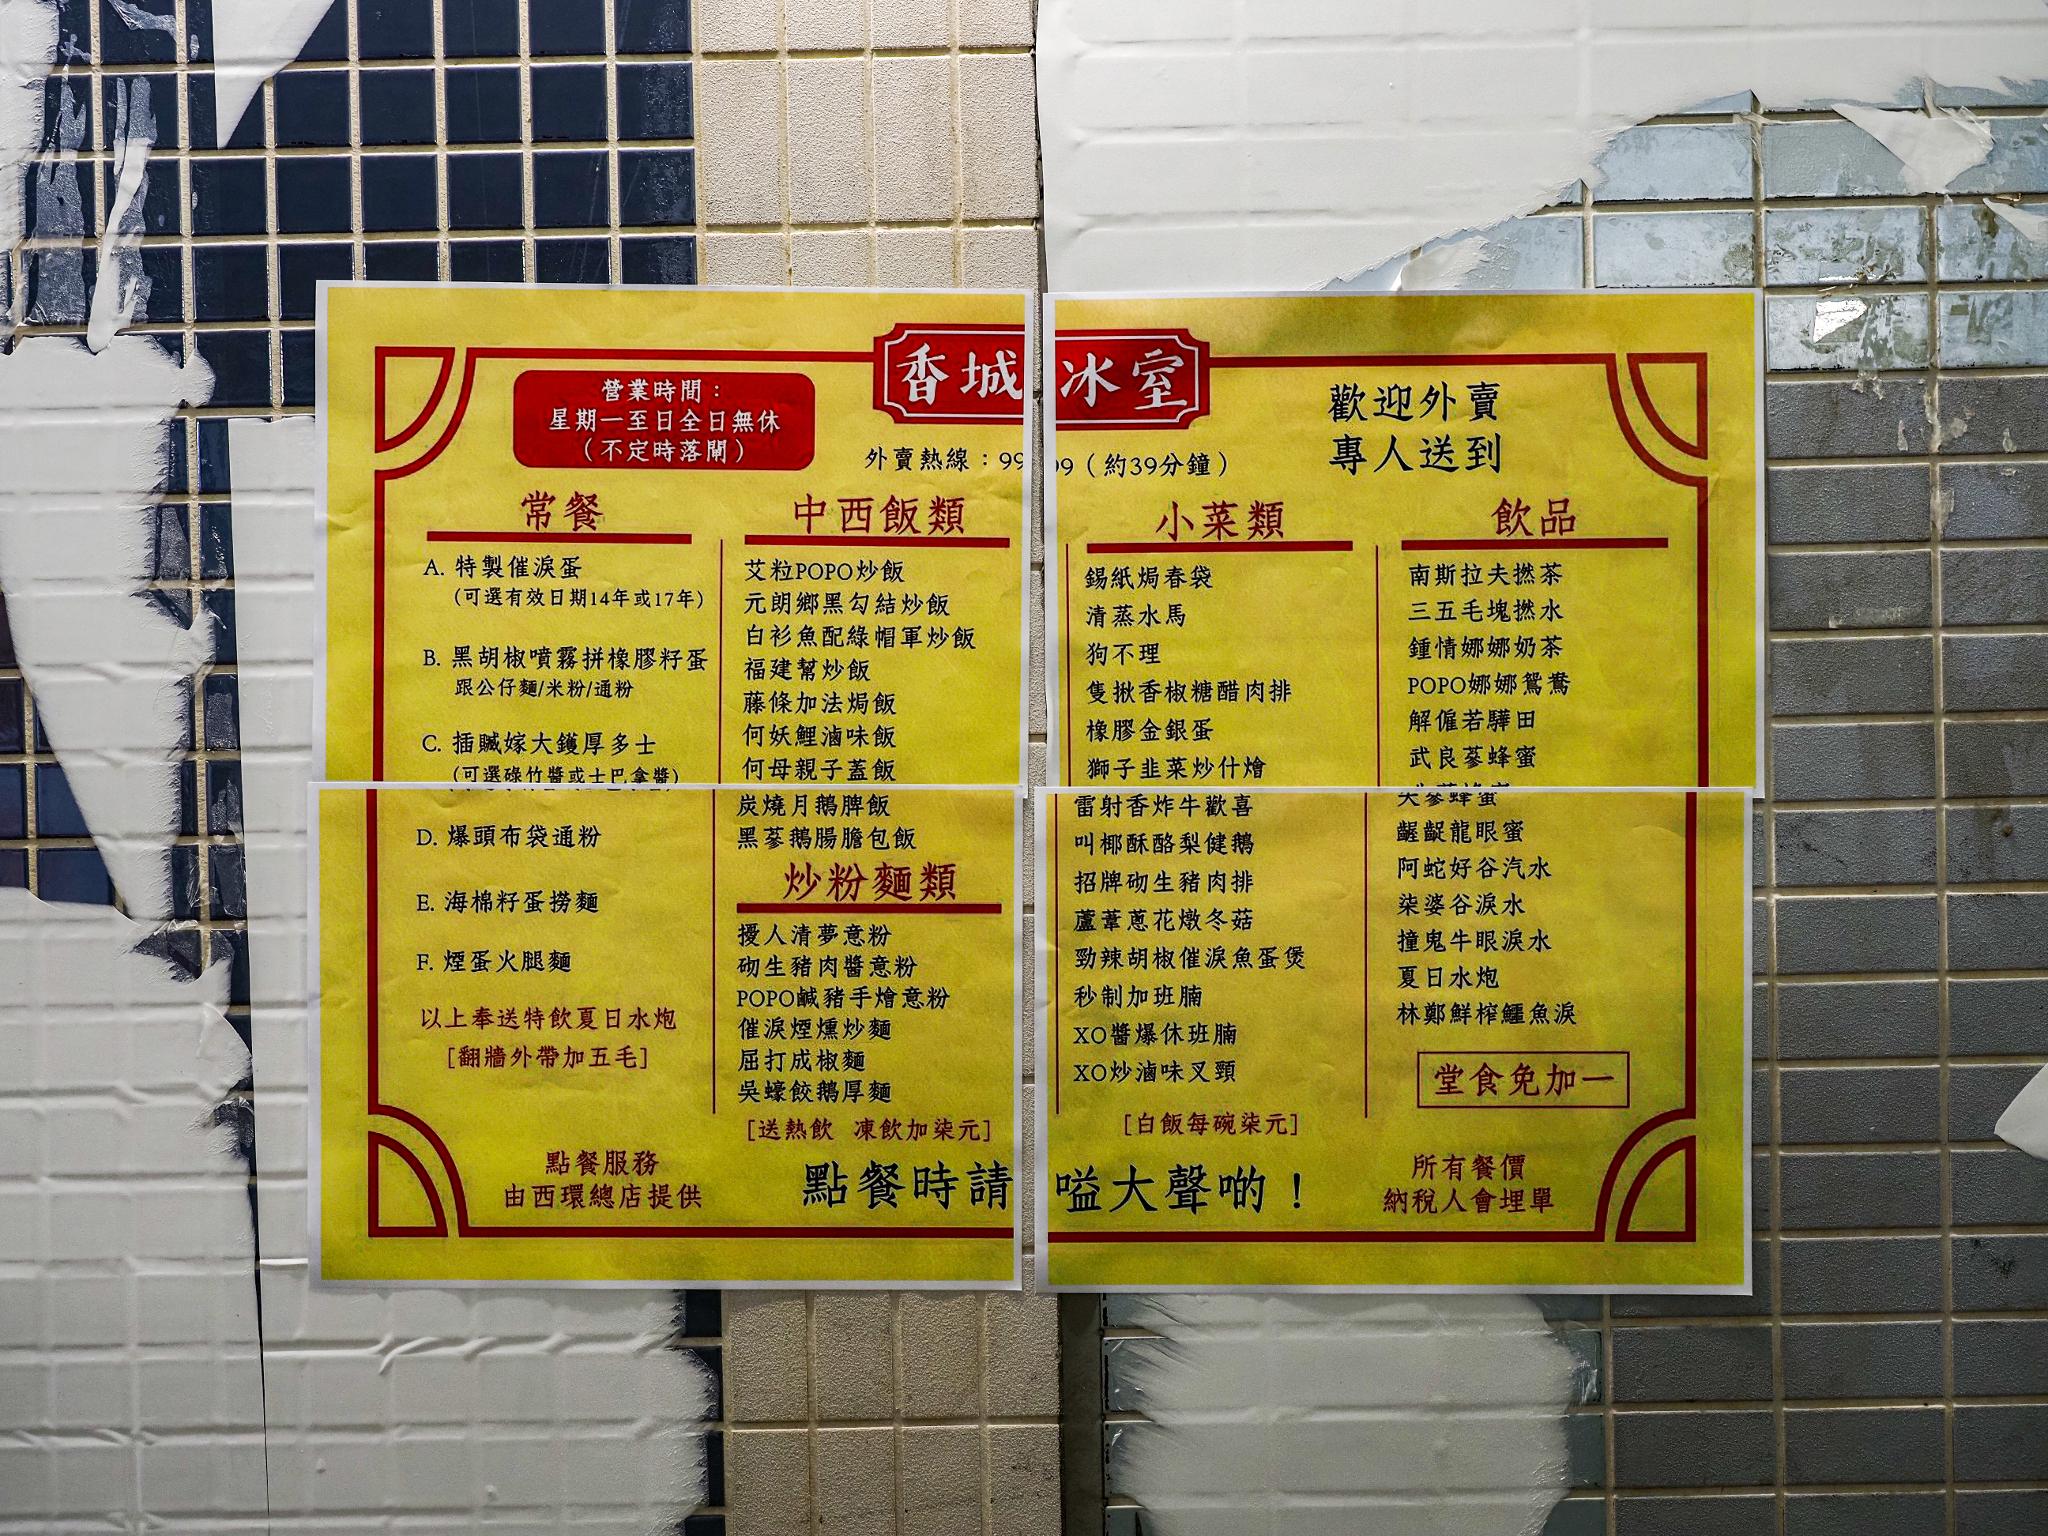 香城冰室
營業時間：
星期一至日全日無休
（不定時落閘）
外賣熱線：99 99（約39分鐘）
歡迎外賣
專人送到
常餐
A. 特製催淚蛋
(可選有效日期14年或17年)
B. 黑胡椒噴霧拼橡膠籽蛋
跟公仔麵/米粉/通粉
C. 插贓嫁大鑊厚多士
(可選碌竹醬或士巴拿醬)
D. 爆頭布袋通粉
E. 海棉籽蛋撈麵
F. 煙蛋火腿麵
以上奉送特飲夏日水炮
[翻牆外帶加五毛]
點餐服務
由西環總店提供
中西飯類
艾粒POPO炒飯
元朗鄉黑勾結炒飯
白衫魚配綠帽軍炒飯
福建幫炒飯
藤條加法焗飯
何妖鯉滷味飯
何母親子蓋飯
炭燒月鵝脾飯
黑蔘鵝腸膽包飯
炒粉麵類
擾人清夢意粉
砌生豬肉醬意粉
POPO鹹豬手燴意粉
催淚煙燻炒麵
屈打成椒麵
吳蠔餃鵝厚麵
[送熱飲 凍飲加柒元]
小菜類
錫紙焗春袋
清蒸水馬
狗不理
隻揪香椒糖醋肉排
橡膠金銀蛋
獅子韭菜炒什燴
雷射香炸牛歡喜
叫椰酥酪梨健鵝
招牌砌生豬肉排
蘆葦蔥花燉冬菇
勁辣胡椒催淚魚蛋煲
秒制加班腩
XO醬爆休班腩
XO炒滷味叉頸
[白飯每碗柒元]
飲品
南斯拉夫撚茶
三五毛塊撚水
鍾情娜娜奶茶
POPO娜娜鴛鴦
解僱若驊田
武良蔘蜂蜜
失蔘蜂蜜
齷齪龍眼蜜
阿蛇好谷汽水
柒婆谷淚水
撞鬼牛眼淚水
夏日水炮
林鄭鮮榨鱷魚淚
堂食免加一
點餐時請嗌大聲啲！
所有餐價
納稅人會埋單